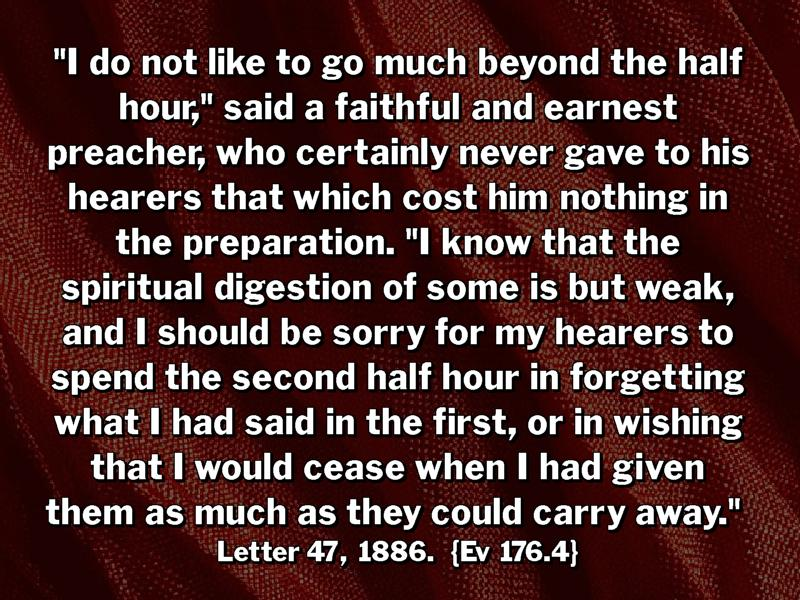 "I do not like to go much beyond the half
hour," said a faithful and earnest
preacher, who certainly never gave to his
hearers that which cost him nothing in
the preparation. "I know that the
spiritual digestion of some is but weak,
and I should be sorry for my hearers to
spend the second half hour in forgetting
what I had said in the first, or in wishing
that I would cease when I had given
them as much as they could carry away."
Letter 47, 1886. {Ev 176.4}